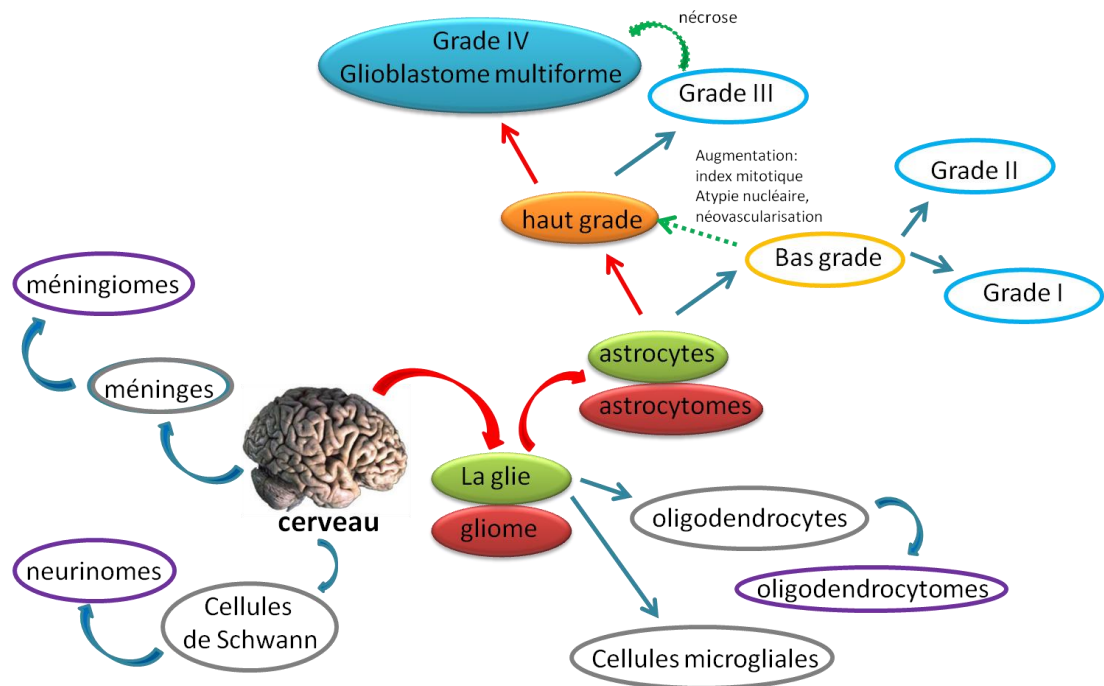 nécrose
Grade IV
Glioblastome multiforme
Grade III
Augmentation:
index mitotique
Atypie nucléaire,
néovascularisation
Grade II
haut grade
Bas grade
Grade I
méningiomes
astrocytes
astrocytomes
méninges
La glie
gliome
cerveau
oligodendrocytes
neurinomes
oligodendrocytomes
Cellules
de Schwann
Cellules microgliales